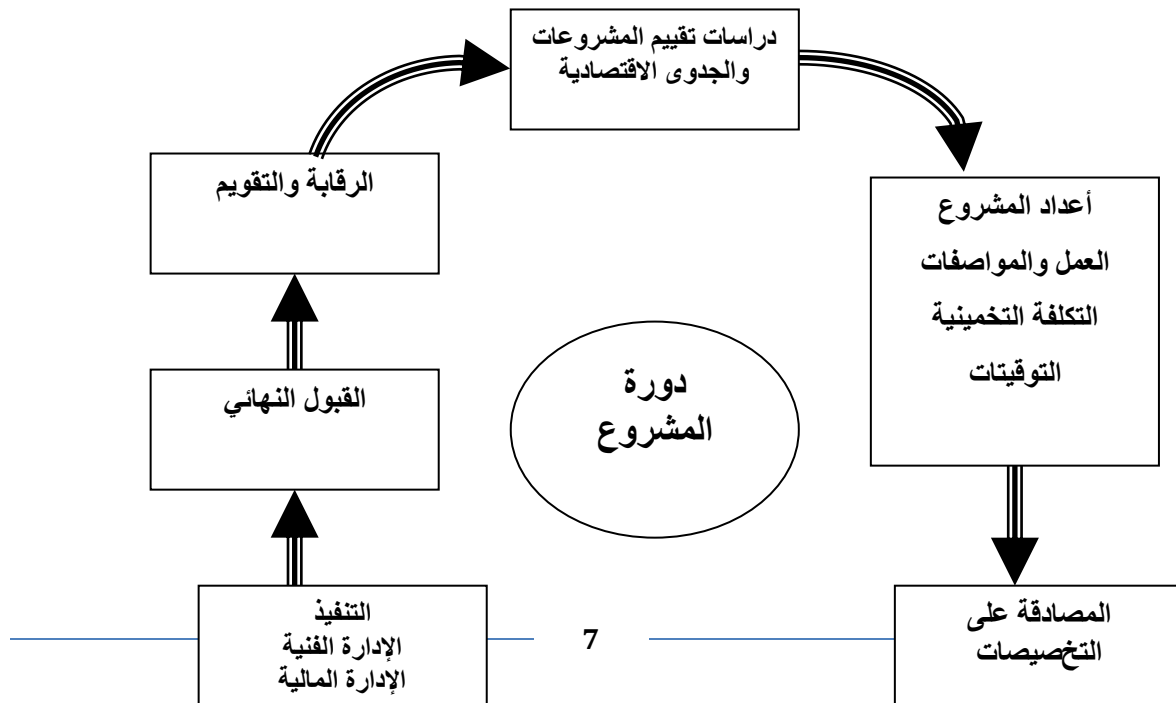 دراسات تقييم المشروعات
والجدوى الاقتصادية
أعداد المشروع
العمل والمواصفات
التكلفة التخمينية
التوقيتات
المصادقة على
التخصيصات
التنفيذ
الإدارة الفنية
الإدارة المالية
القبول النهائي
الرقابة والتقويم
دورة
المشروع
7